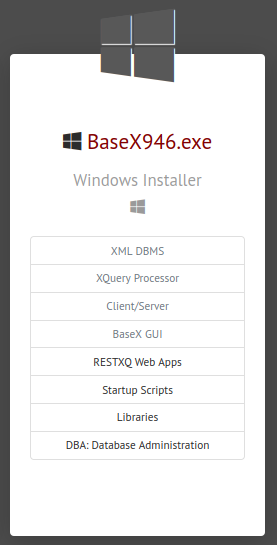 BaseX946.exe
Windows Installer
XML DBMS
XQuery Processor
Client/Server
BaseX GUI
RESTXQ Web Apps
Startup Scripts
Libraries
DBA: Database Administration